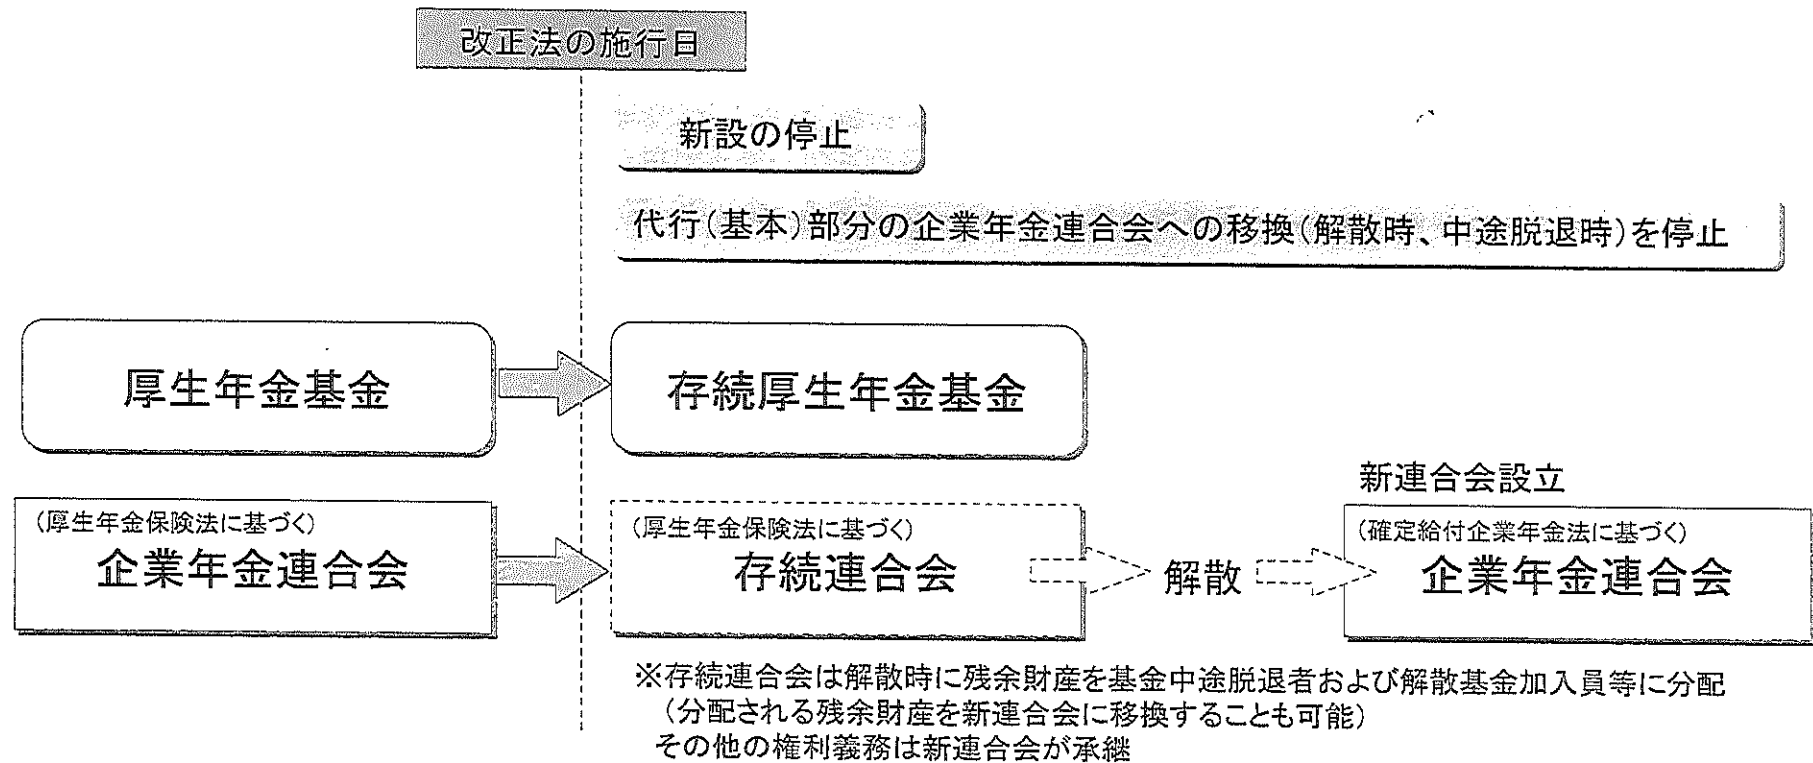 改正法の施行日
新設の停止
代行(基本)部分の企業年金連合会への移換(解散時、中途脱退時)を停止
厚生年金基金
存続厚生年金基金
新連合会設立
(厚生年金保険法に基づく)
企業年金連合会
(厚生年金保険法に基づく)
存続連合会
解散
(確定給付企業年金法に基づく)
企業年金連合会
※存続連合会は解散時に残余財産を基金中途脱退者および解散基金加入員等に分配
(分配される残余財産を新連合会に移換することも可能)
その他の権利義務は新連合会が承継